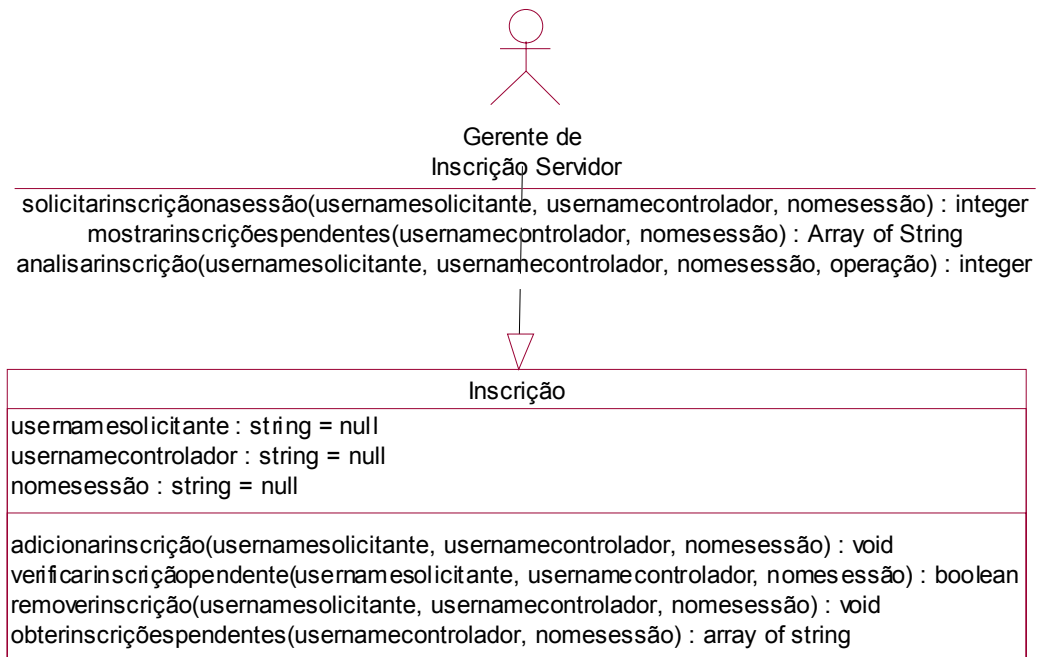 Gerente de
Inscrição Servidor
solicitarinscriçãonasessão(usernamesolicitante, usernamecontrolador, nomesessão) : integer
mostrarinscriçõespendentes(usernamecontrolador, nomesessão) : Array of String
analisarinscrição(usernamesolicitante, usernamecontrolador, nomesessão, operação) : integer
Inscrição
usernamesolicitante : string = null
usernamecontrolador : string = null
nomesessão : string = null
adicionarinscrição(usernamesolicitante, usernamecontrolador, nomesessão) : void
verificarinscriçãopendente(usernamesolicitante, usernamecontrolador, nomesessão) : boolean
removerinscrição(usernamesolicitante, usernamecontrolador, nomesessão) : void
obterinscriçõespendentes(usernamecontrolador, nomesessão) : array of string